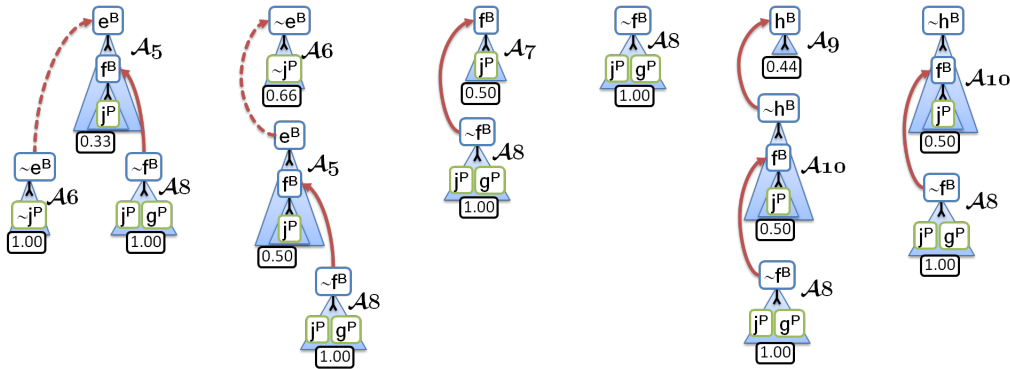 e^B
𝒜5
f^B
j^P
0.33
~e^B
𝒜6
~j^P
1.00
~f^B
𝒜8
j^P g^P
1.00
~e^B
𝒜6
~j^P
0.66
e^B
𝒜5
f^B
j^P
0.50
~f^B
𝒜8
j^P g^P
1.00
f^B
𝒜7
j^P
0.50
~f^B
𝒜8
j^P g^P
1.00
~f^B
𝒜8
j^P g^P
1.00
h^B
𝒜9
0.44
~h^B
f^B
𝒜10
j^P
0.50
~f^B
𝒜8
j^P g^P
1.00
~h^B
f^B
𝒜10
j^P
0.50
~f^B
𝒜8
j^P g^P
1.00